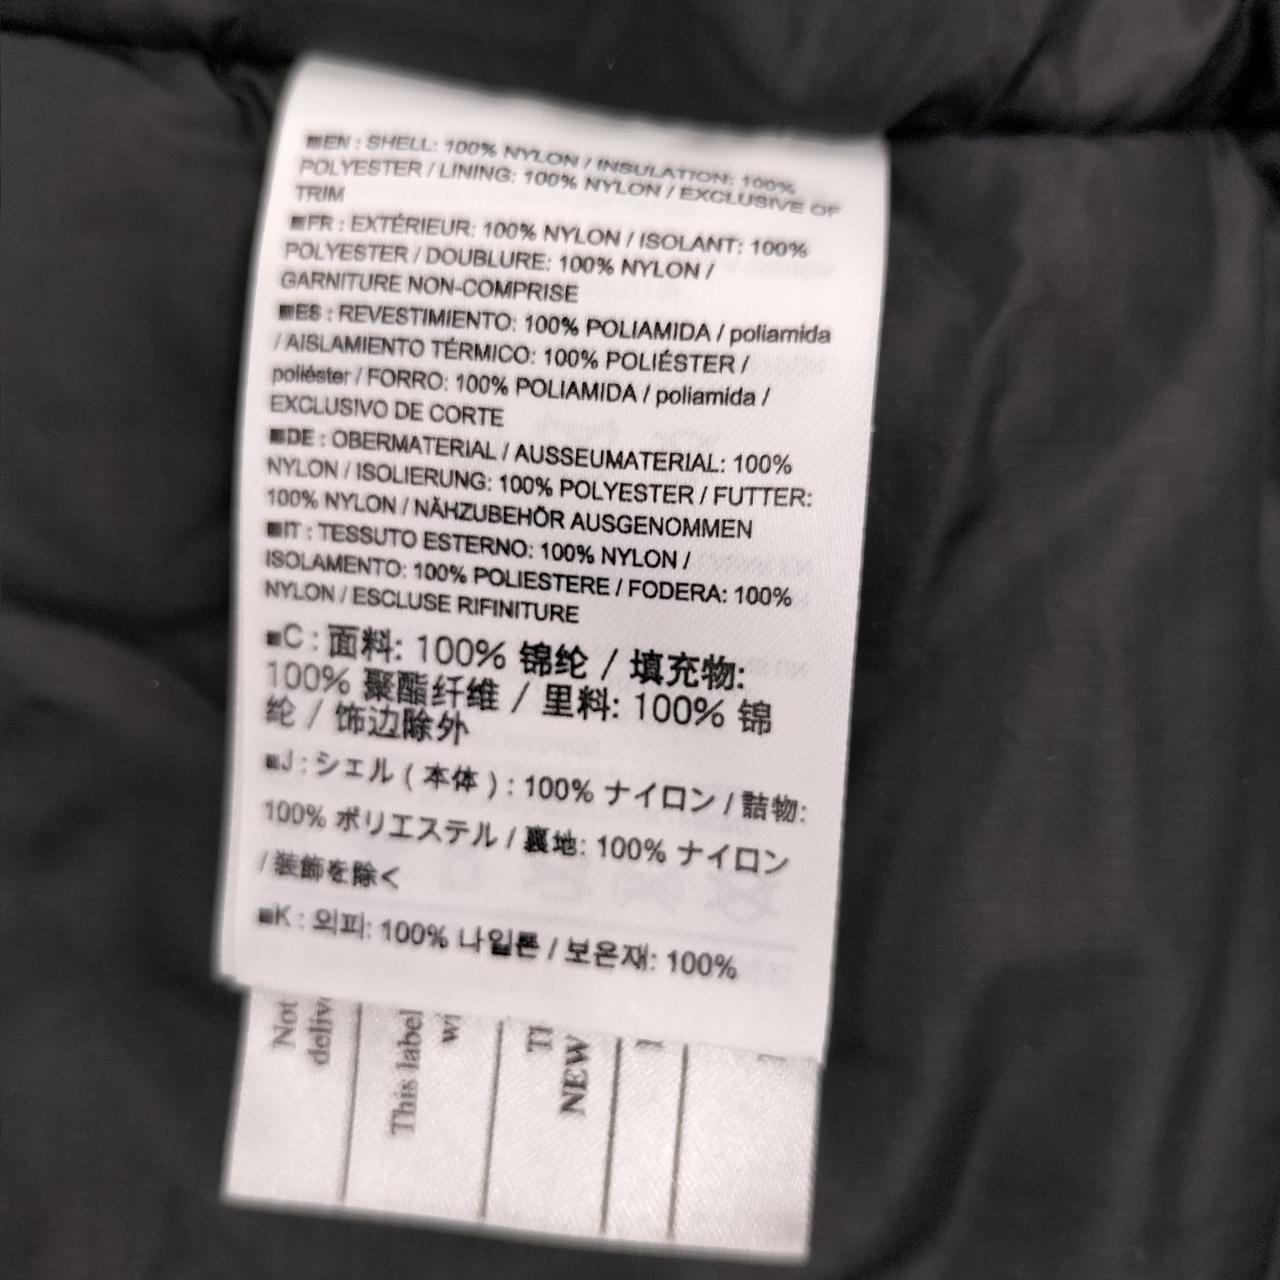 ■EN : SHELL: 100% NYLON / INSULATION: 100%
POLYESTER / LINING: 100% NYLON / EXCLUSIVE OF
TRIM
■FR : EXTÉRIEUR: 100% NYLON / ISOLANT: 100%
POLYESTER / DOUBLURE: 100% NYLON /
GARNITURE NON-COMPRISE
■ES : REVESTIMIENTO: 100% POLIAMIDA / poliamida
/ AISLAMIENTO TÉRMICO: 100% POLIÉSTER /
poliéster / FORRO: 100% POLIAMIDA / poliamida /
EXCLUSIVO DE CORTE
■DE : OBERMATERIAL / AUSSEUMATERIAL: 100%
NYLON / ISOLIERUNG: 100% POLYESTER / FUTTER:
100% NYLON / NÄHZUBEHÖR AUSGENOMMEN
■IT : TESSUTO ESTERNO: 100% NYLON /
ISOLAMENTO: 100% POLIESTERE / FODERA: 100%
NYLON / ESCLUSE RIFINITURE
■C : 面料: 100% 锦纶 / 填充物:
100% 聚酯纤维 / 里料: 100% 锦
纶 / 饰边除外
■J : シェル ( 本体 ) : 100% ナイロン / 詰物:
100% ポリエステル / 裏地: 100% ナイロン
/ 装飾を除く
■K : 외피: 100% 나일론 / 보온재: 100%
Not
deliv
This label
wi
NEW